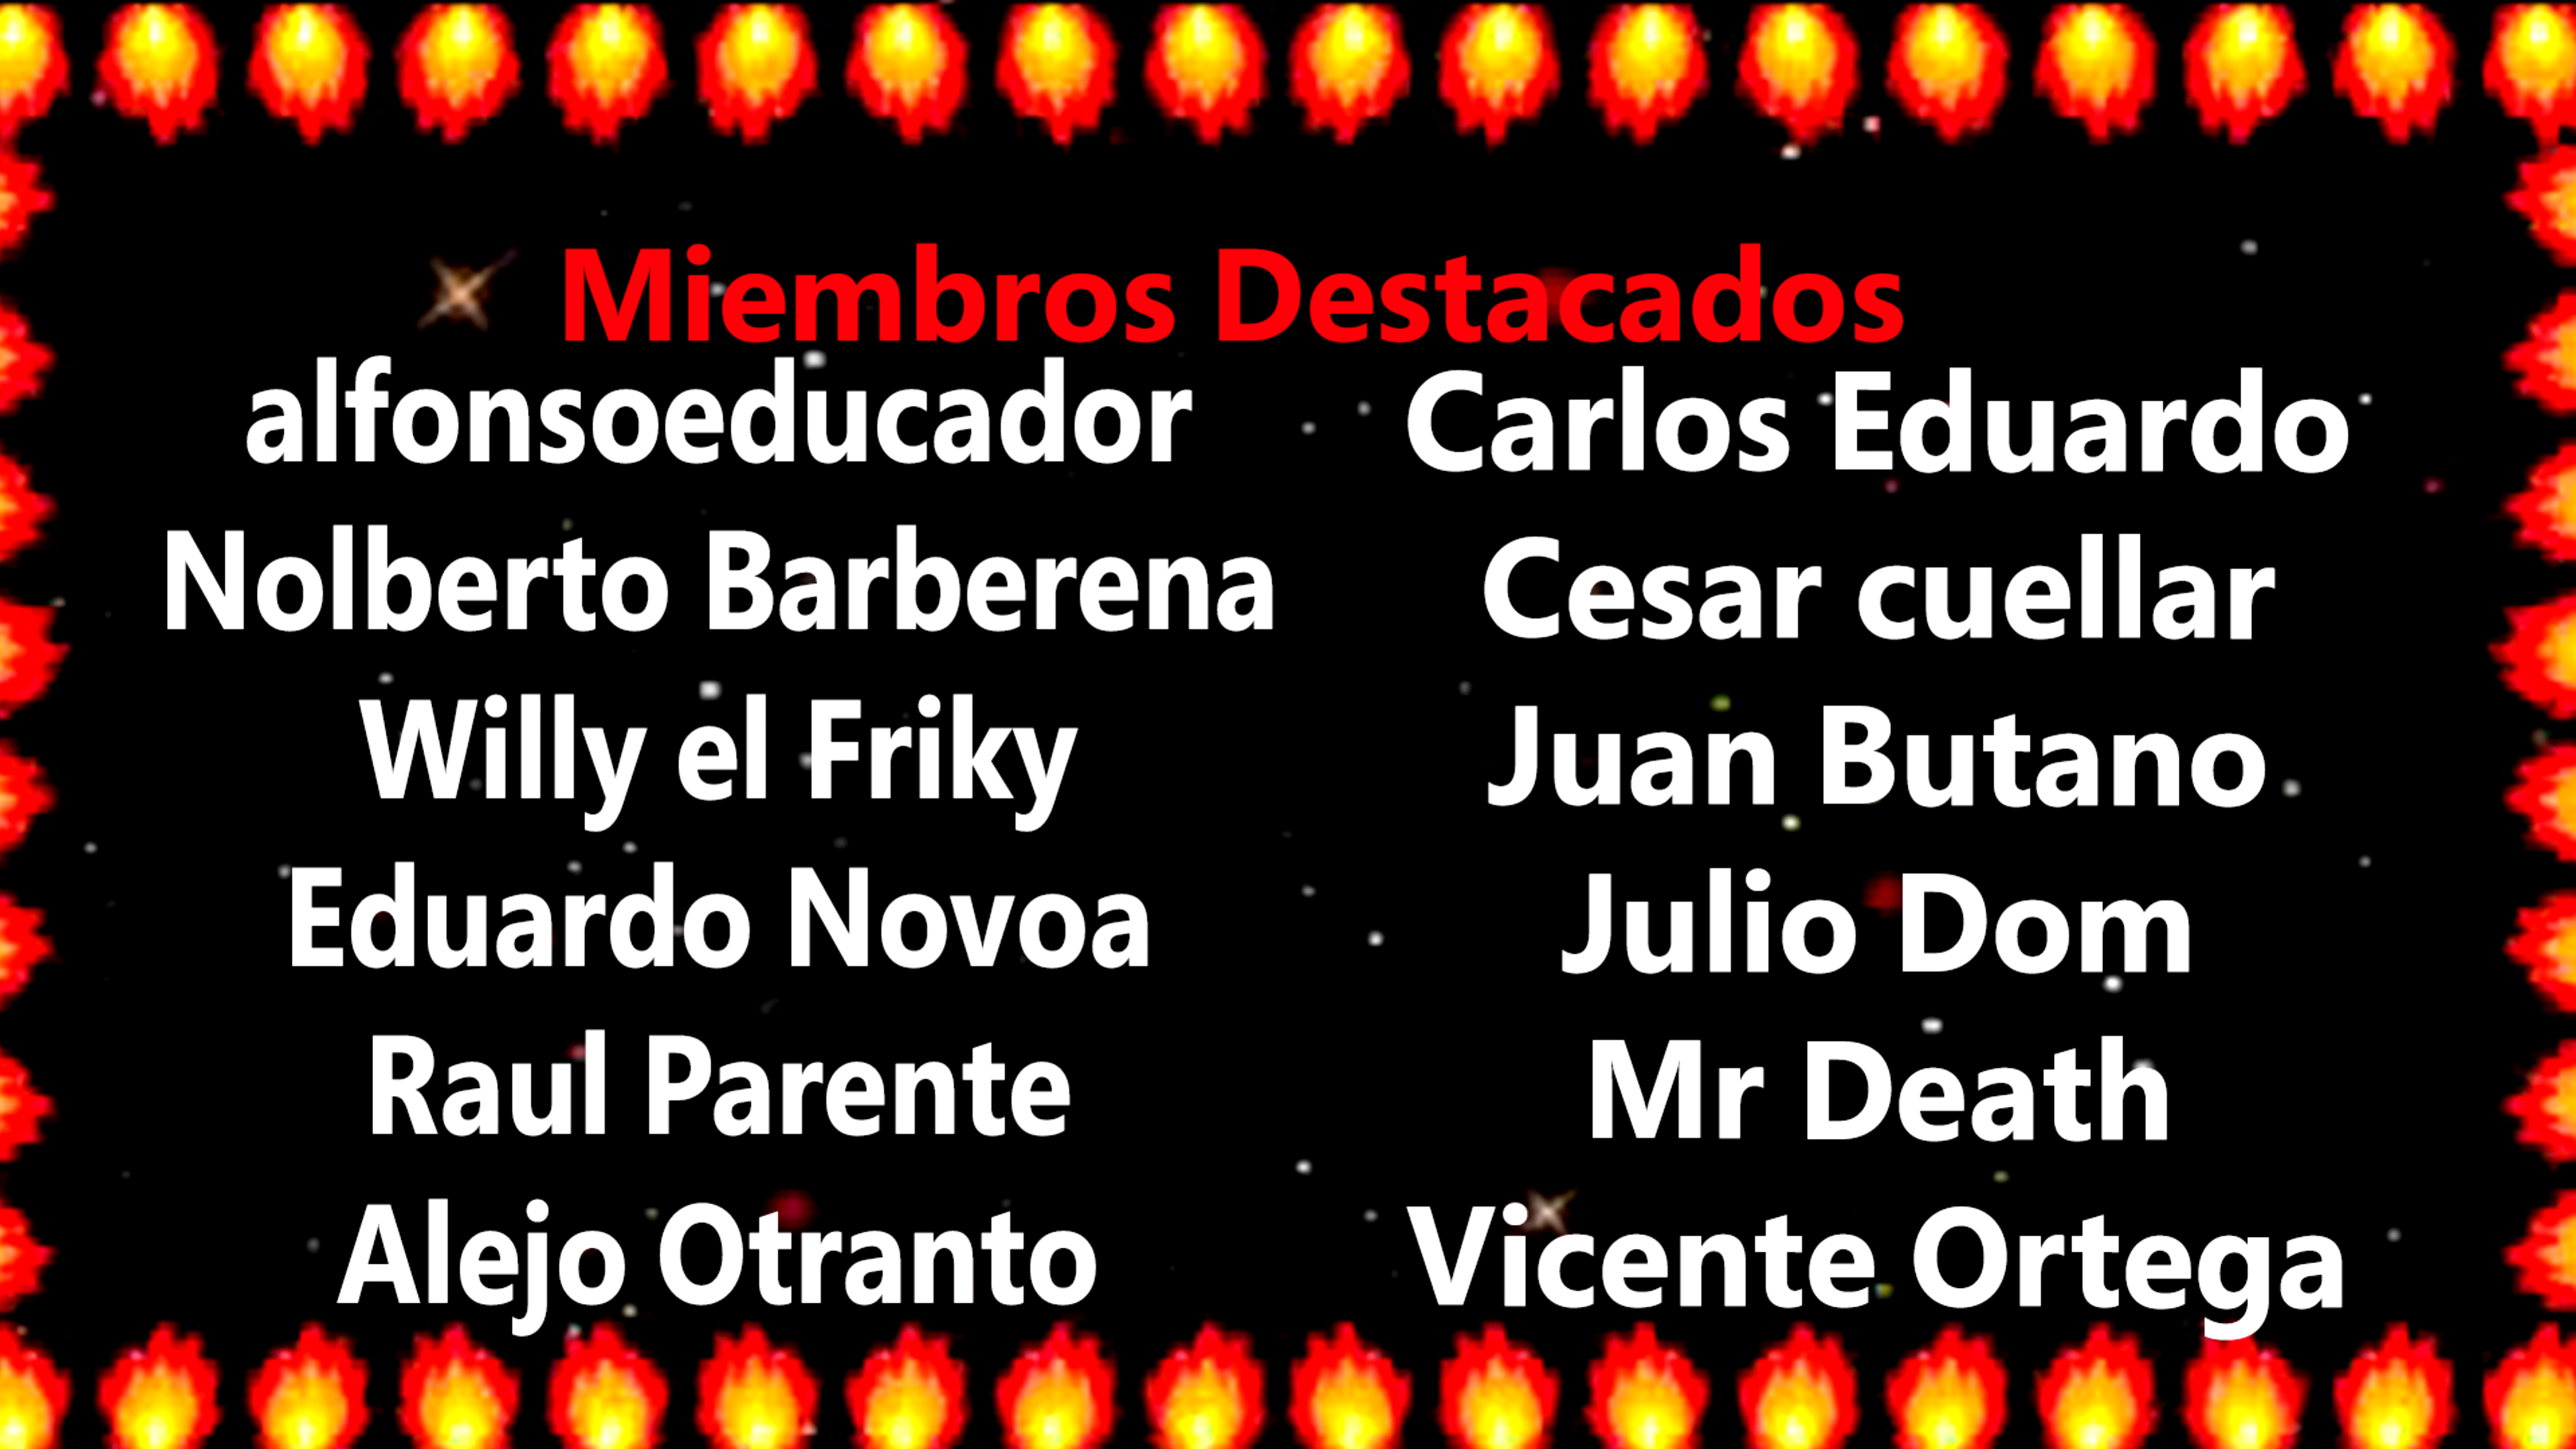 Miembros Destacados
alfonsoeducador
Nolberto Barberena
Willy el Friky
Eduardo Novoa
Raul Parente
Alejo Otranto
Carlos Eduardo
Cesar cuellar
Juan Butano
Julio Dom
Mr Death
Vicente Ortega